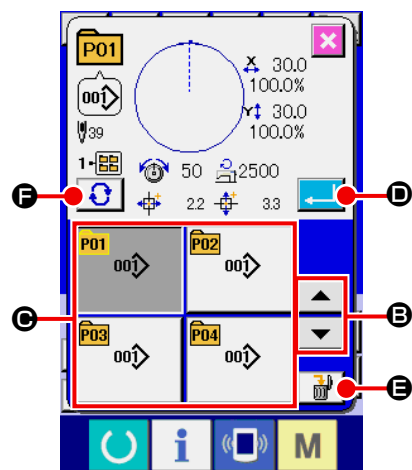 P01
X 30.0
100.0%
001
Y 30.0
100.0%
39
1-
50 2500
F
D
2.2 3.3
P01 001
P02 001
B
C
P03 001
P04 001
E
i M